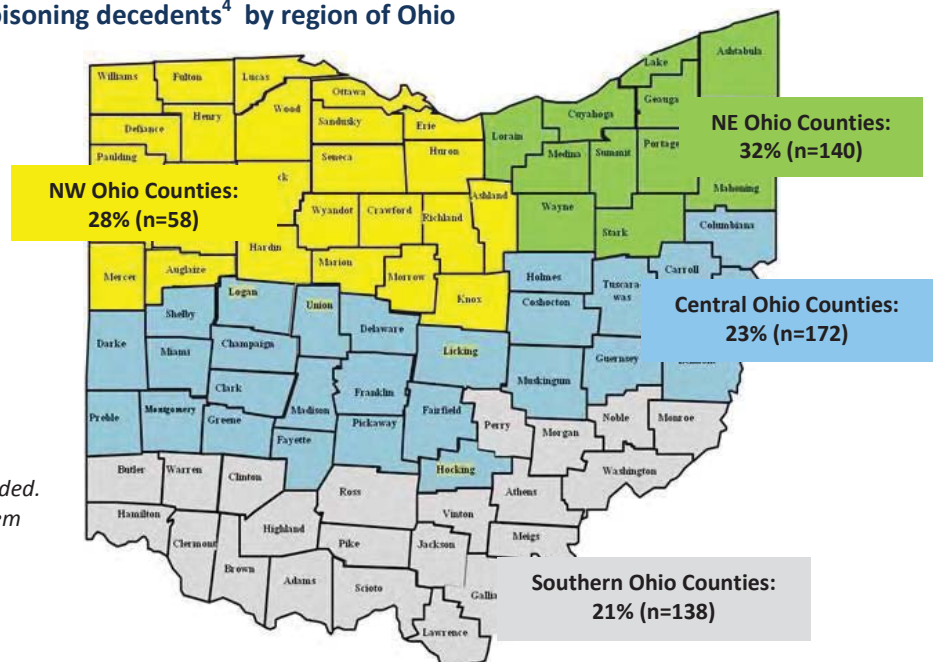 isoning decedents4 by region of Ohio
Ashtabula
Lake
Williams
Fulton
Lucas
Geauga
Ottawa
Wood
Cuyahoga
NE Ohio Counties:
32% (n=140)
Henry
Sandusky
Erie
Defiance
Lorain
Portage
Medina
Summit
Huron
Paulding
Seneca
ck
NW Ohio Counties:
28% (n=58)
Ashland
Mahoning
Wayne
Wyandot
Crawford
Richland
Columbiana
Stark
Hardin
Marion
Carroll
Auglaize
Mercer
Morrow
Holmes
Tuscara-
was
Logan
Knox
Union
Coshocton
Central Ohio Counties:
23% (n=172)
Shelby
Delaware
Darke
Champaign
Licking
Miami
Guernsey
Muskingum
Clark
Franklin
Madison
Fairfield
Preble
Montgomery
Greene
Pickaway
Perry
Noble
Monroe
Fayette
Morgan
Butler
Warren
Clinton
Hocking
Washington
ded.
Ross
Athens
Hamilton
Vinton
em
Highland
Meigs
Clermont
Pike
Jackson
Brown
Adams
Scioto
Southern Ohio Counties:
21% (n=138)
Gallia
Lawrence